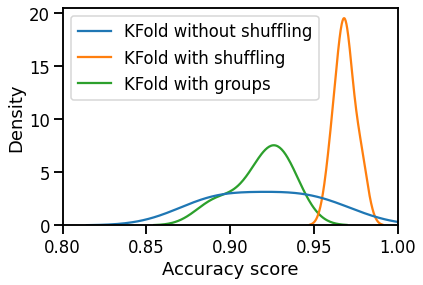 KFold without shuffling
KFold with shuffling
KFold with groups
Density
20
15
10
5
0
0.80 0.85 0.90 0.95 1.00
Accuracy score